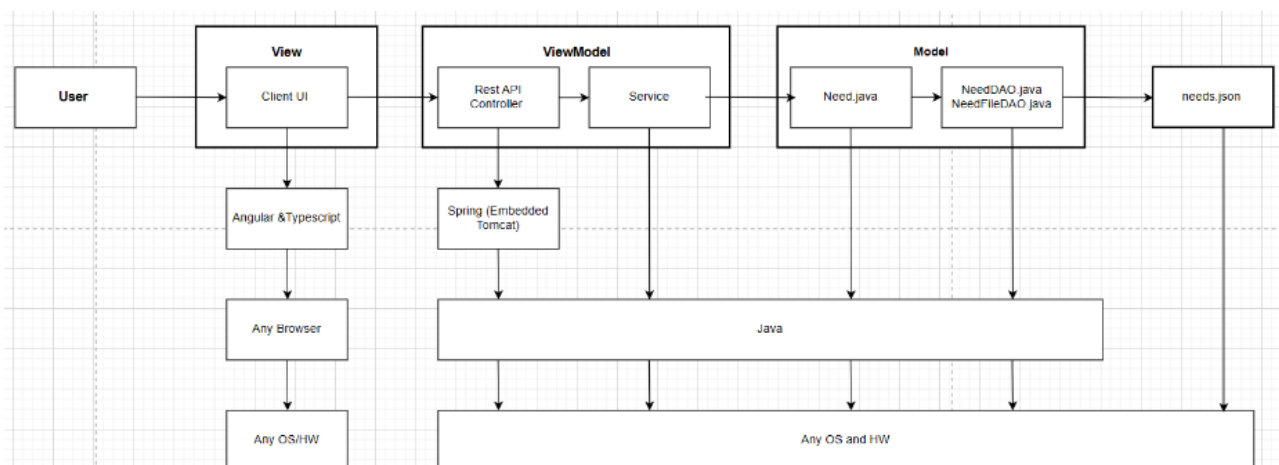 View
ViewModel
Model
User
Client UI
Rest API
Controller
Service
Need.java
NeedDAO.java
NeedFileDAO.java
needs.json
Angular &Typescript
Spring (Embedded
Tomcat)
Any Browser
Java
Any OS/HW
Any OS and HW